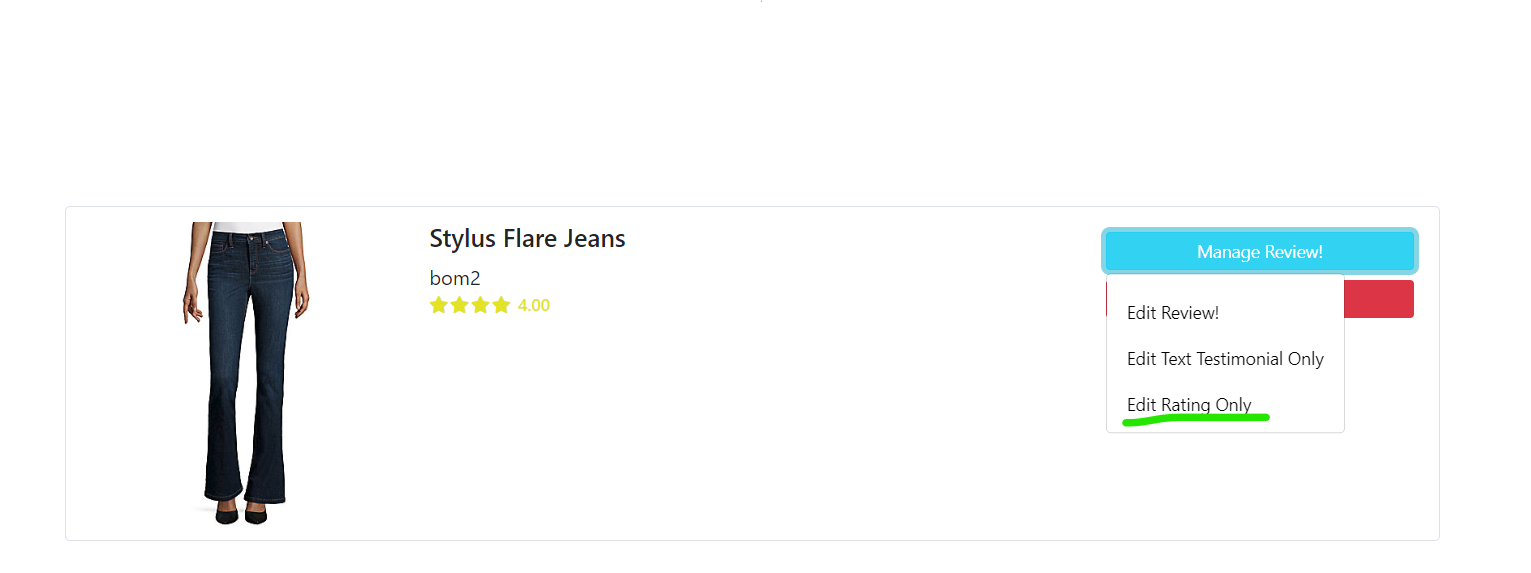 Stylus Flare Jeans
bom2
4.00
Manage Review!
Edit Review!
Edit Text Testimonial Only
Edit Rating Only